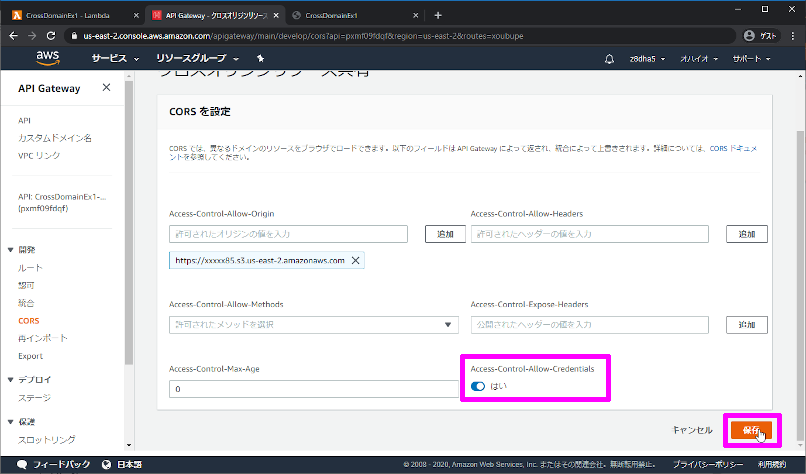 CrossDomainEx1 - Lambda
API Gateway - クロスオリジンリソース
CrossDomainEx1
us-east-2.console.aws.amazon.com/apigateway/main/develop/cors?api=pxmf09fdqf&region=us-east-2&routes=xoubupe
ゲスト
aws
サービス
リソースグループ
z8dha5
オハイオ
サポート
API Gateway
API
カスタムドメイン名
VPC リンク
API: CrossDomainEx1-...
(pxmf09fdqf)
開発
ルート
認可
統合
CORS
再インポート
Export
デプロイ
ステージ
保護
スロットリング
クロスオリジンリソース共有
CORS を設定
CORS では、異なるドメインのリソースをブラウザでロードできます。以下のフィールドは API Gateway によって返され、統合によって上書きされます。詳細については、CORS ドキュメ
ントを参照してください。
Access-Control-Allow-Origin
許可されたオリジンの値を入力
追加
https://xxxxx85.s3.us-east-2.amazonaws.com
Access-Control-Allow-Headers
許可されたヘッダーの値を入力
追加
Access-Control-Allow-Methods
許可されたメソッドを選択
Access-Control-Expose-Headers
公開されたヘッダーの値を入力
追加
Access-Control-Max-Age
0
Access-Control-Allow-Credentials
はい
キャンセル
保存
フィードバック
日本語
© 2008 - 2020, Amazon Web Services, Inc. またはその関連会社。無断転用禁止。
プライバシーポリシー
利用規約